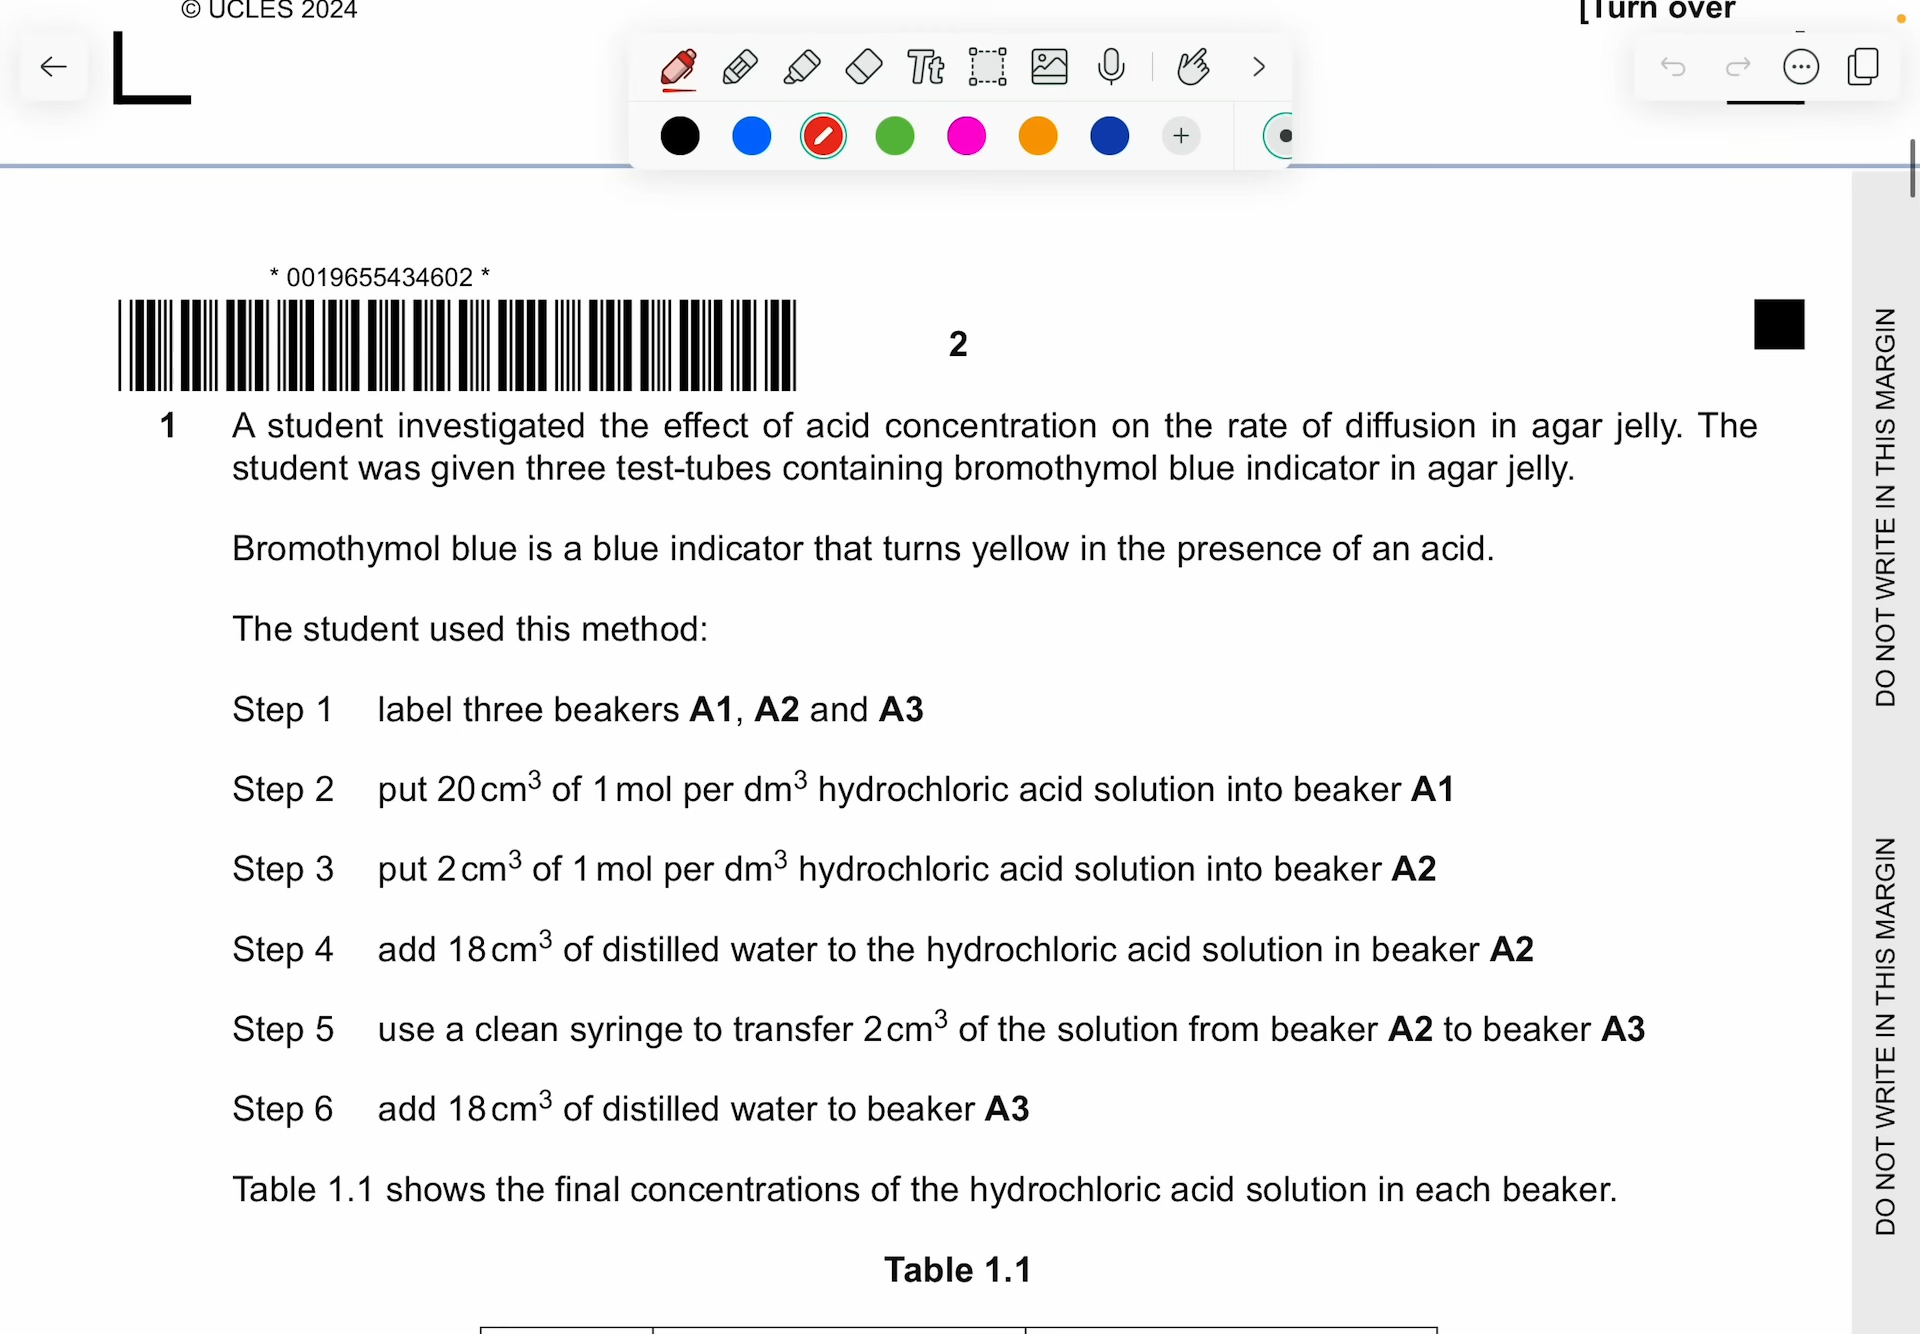 © UCLES 2024
[Turn over
Tt
* 0019655434602 *
2
1 A student investigated the effect of acid concentration on the rate of diffusion in agar jelly. The
student was given three test-tubes containing bromothymol blue indicator in agar jelly.
Bromothymol blue is a blue indicator that turns yellow in the presence of an acid.
The student used this method:
Step 1 label three beakers A1, A2 and A3
Step 2 put 20 cm³ of 1 mol per dm³ hydrochloric acid solution into beaker A1
Step 3 put 2 cm³ of 1 mol per dm³ hydrochloric acid solution into beaker A2
Step 4 add 18 cm³ of distilled water to the hydrochloric acid solution in beaker A2
Step 5 use a clean syringe to transfer 2 cm³ of the solution from beaker A2 to beaker A3
Step 6 add 18 cm³ of distilled water to beaker A3
Table 1.1 shows the final concentrations of the hydrochloric acid solution in each beaker.
Table 1.1
DO NOT WRITE IN THIS MARGIN
DO NOT WRITE IN THIS MARGIN